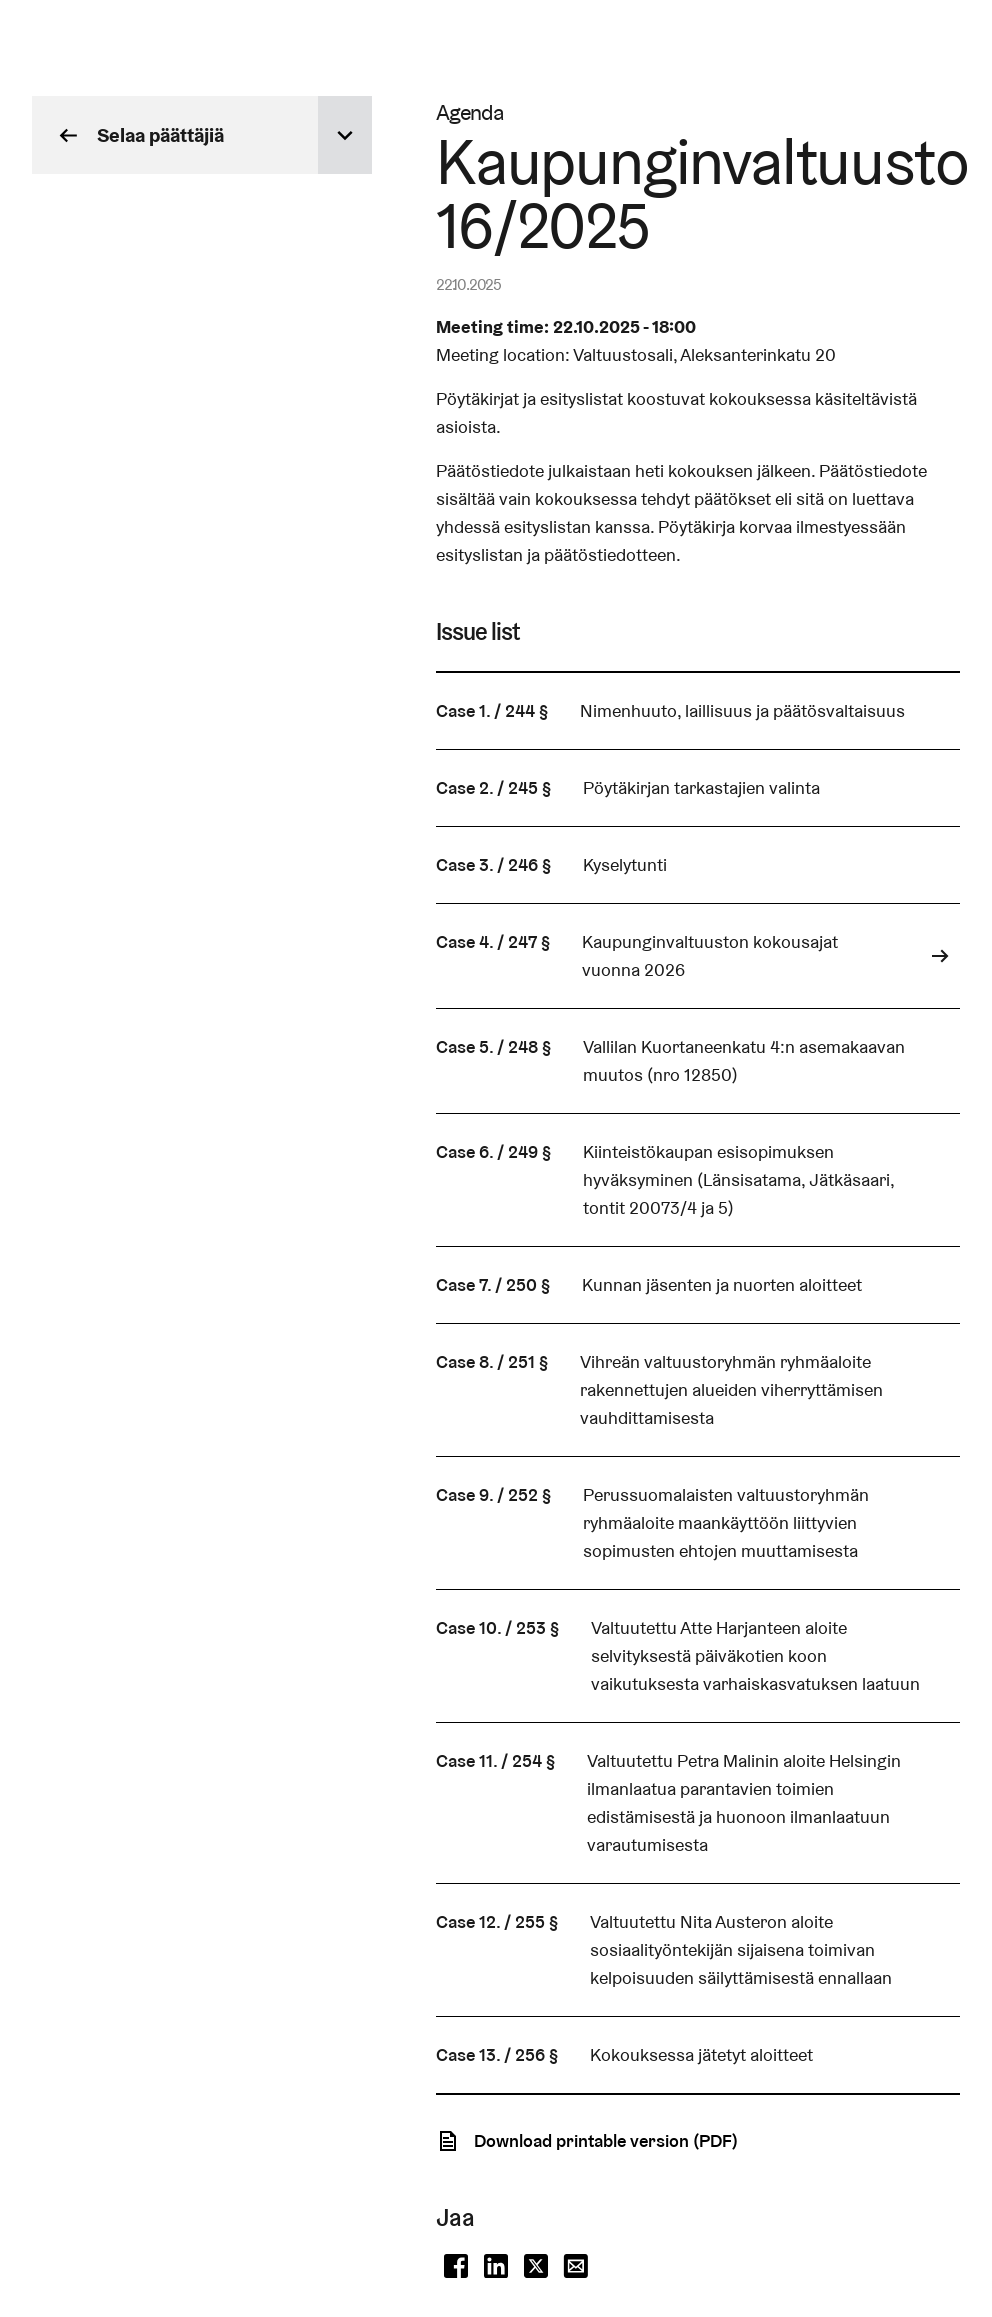 Selaa päättäjiä
Agenda
Kaupunginvaltuusto
16/2025
22.10.2025
Meeting time: 22.10.2025 - 18:00
Meeting location: Valtuustosali, Aleksanterinkatu 20
Pöytäkirjat ja esityslistat koostuvat kokouksessa käsiteltävistä
asioista.
Päätöstiedote julkaistaan heti kokouksen jälkeen. Päätöstiedote
sisältää vain kokouksessa tehdyt päätökset eli sitä on luettava
yhdessä esityslistan kanssa. Pöytäkirja korvaa ilmestyessään
esityslistan ja päätöstiedotteen.
Issue list
Case 1. / 244 § Nimenhuuto, laillisuus ja päätösvaltaisuus
Case 2. / 245 § Pöytäkirjan tarkastajien valinta
Case 3. / 246 § Kyselytunti
Case 4. / 247 § Kaupunginvaltuuston kokousajat
vuonna 2026
Case 5. / 248 § Vallilan Kuortaneenkatu 4:n asemakaavan
muutos (nro 12850)
Case 6. / 249 § Kiinteistökaupan esisopimuksen
hyväksyminen (Länsisatama, Jätkäsaari,
tontit 20073/4 ja 5)
Case 7. / 250 § Kunnan jäsenten ja nuorten aloitteet
Case 8. / 251 § Vihreän valtuustoryhmän ryhmäaloite
rakennettujen alueiden viherryttämisen
vauhdittamisesta
Case 9. / 252 § Perussuomalaisten valtuustoryhmän
ryhmäaloite maankäyttöön liittyvien
sopimusten ehtojen muuttamisesta
Case 10. / 253 § Valtuutettu Atte Harjanteen aloite
selvityksestä päiväkotien koon
vaikutuksesta varhaiskasvatuksen laatuun
Case 11. / 254 § Valtuutettu Petra Malinin aloite Helsingin
ilmanlaatua parantavien toimien
edistämisestä ja huonoon ilmanlaatuun
varautumisesta
Case 12. / 255 § Valtuutettu Nita Austeron aloite
sosiaalityöntekijän sijaisena toimivan
kelpoisuuden säilyttämisestä ennallaan
Case 13. / 256 § Kokouksessa jätetyt aloitteet
Download printable version (PDF)
Jaa